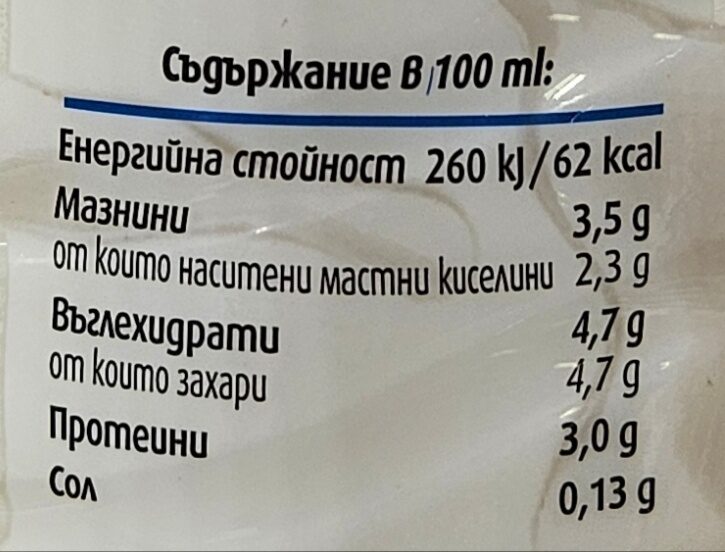 Съдържание в 100 ml:
Енергийна стойност 260 kJ/62 kcal
Мазнини 3,5 g
от които наситени мастни киселини 2,3 g
Въглехидрати 4,7 g
от които захари 4,7 g
Протеини 3,0 g
Сол 0,13 g